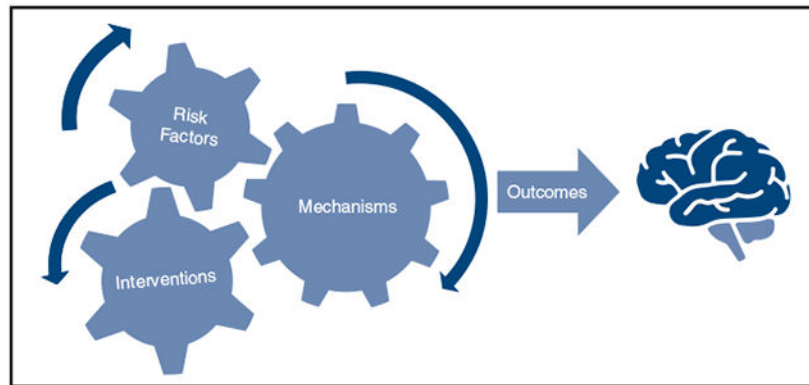 Risk
Factors
Mechanisms
Outcomes
Interventions